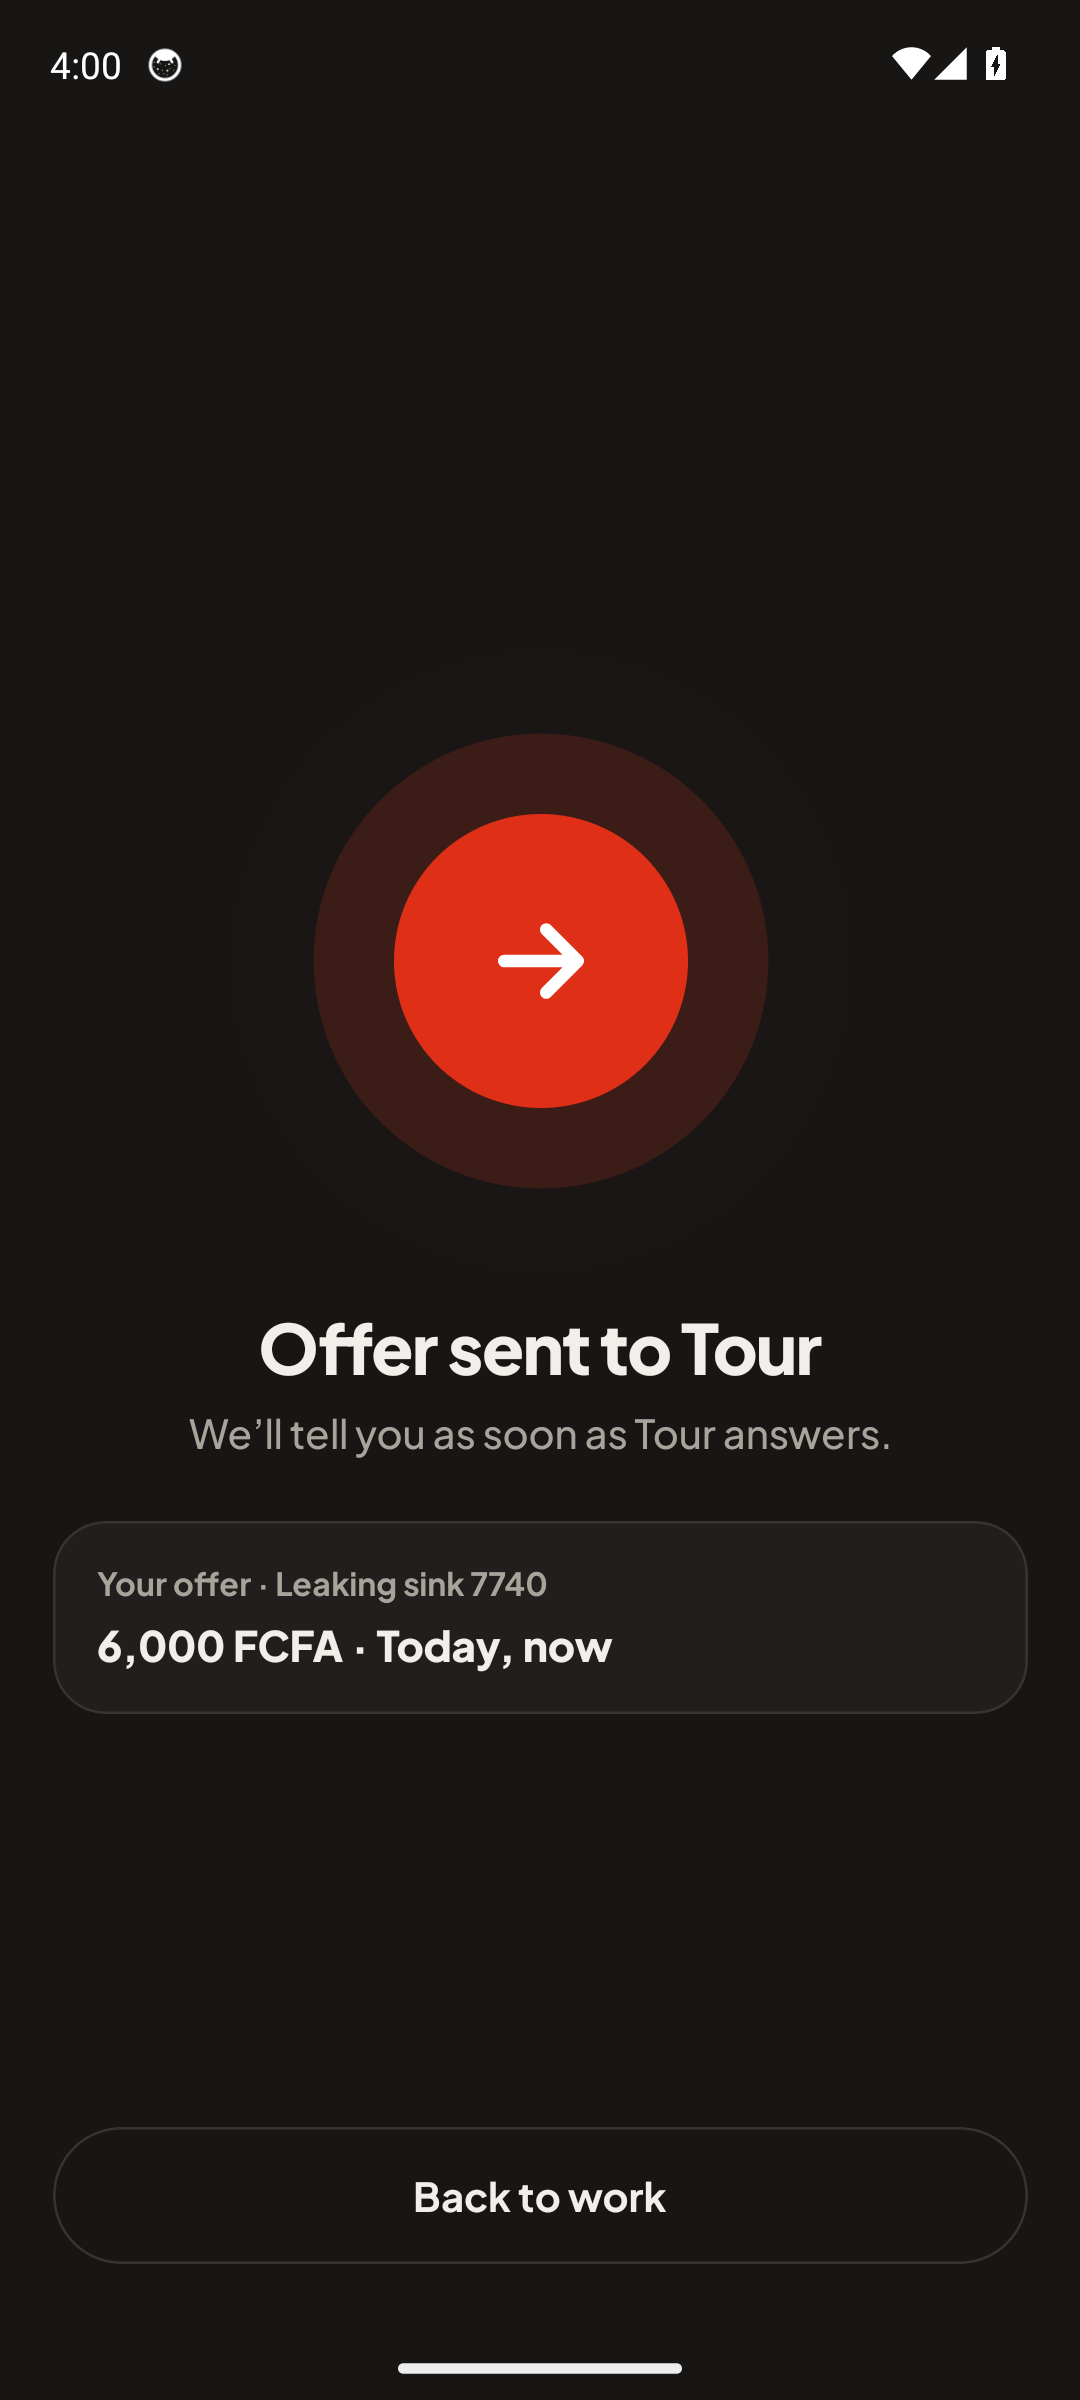 4:00
Offer sent to Tour
We’ll tell you as soon as Tour answers.
Your offer · Leaking sink 7740
6,000 FCFA · Today, now
Back to work